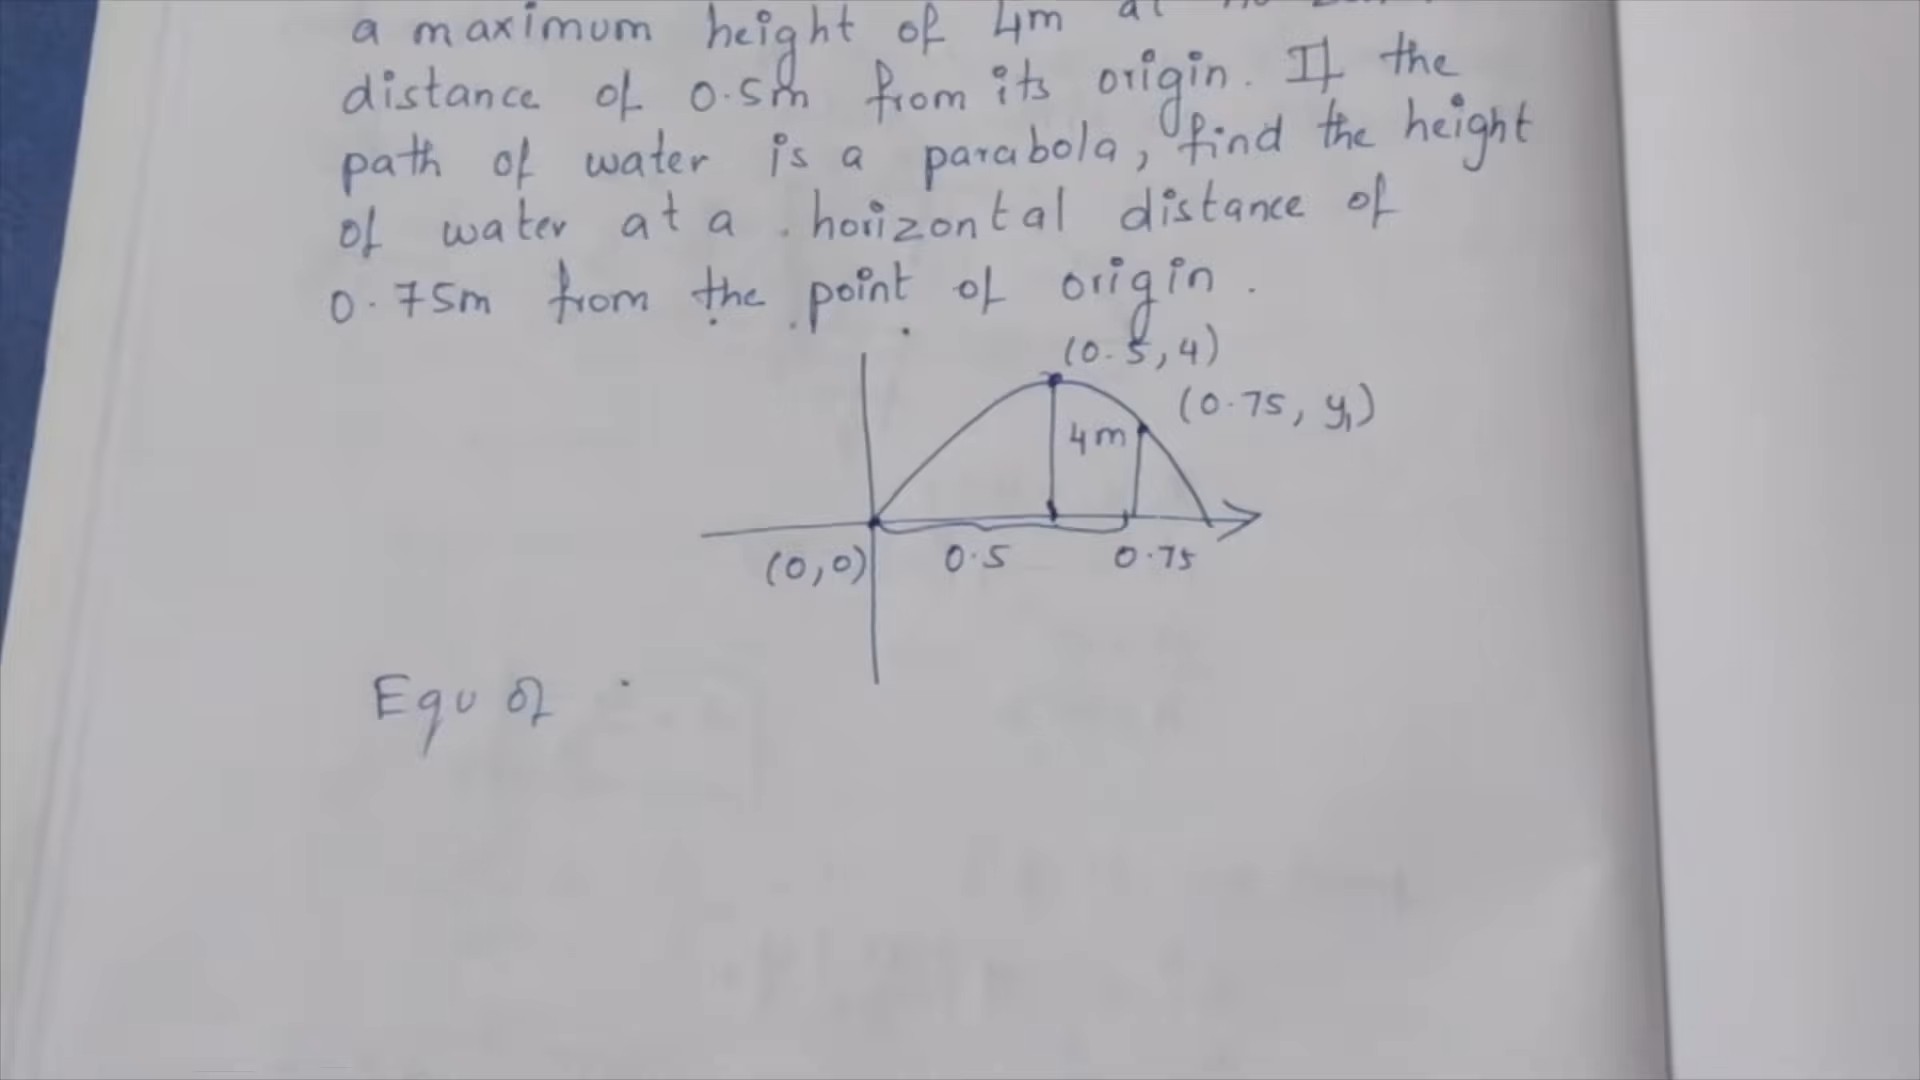 a maximum height of 4m at
distance of 0.5m from its origin. If the
path of water is a parabola, find the height
of water at a horizontal distance of
0.75m from the point of origin.
(0.5, 4)
(0.75, y₁)
4m
(0,0)
0.5
0.75
Equ of